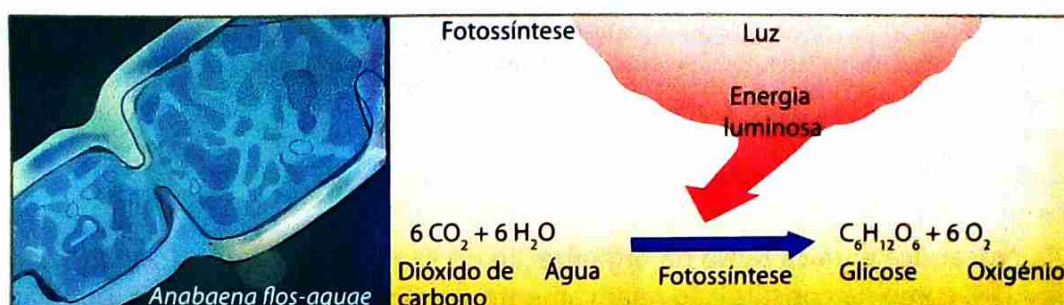 Fotossíntese
Luz
Energia
luminosa
6 CO₂ + 6 H₂O
C₆H₁₂O₆ + 6 O₂
Dióxido de Água
carbono
Fotossíntese
Glicose Oxigénio
Anabaena flos-aquae